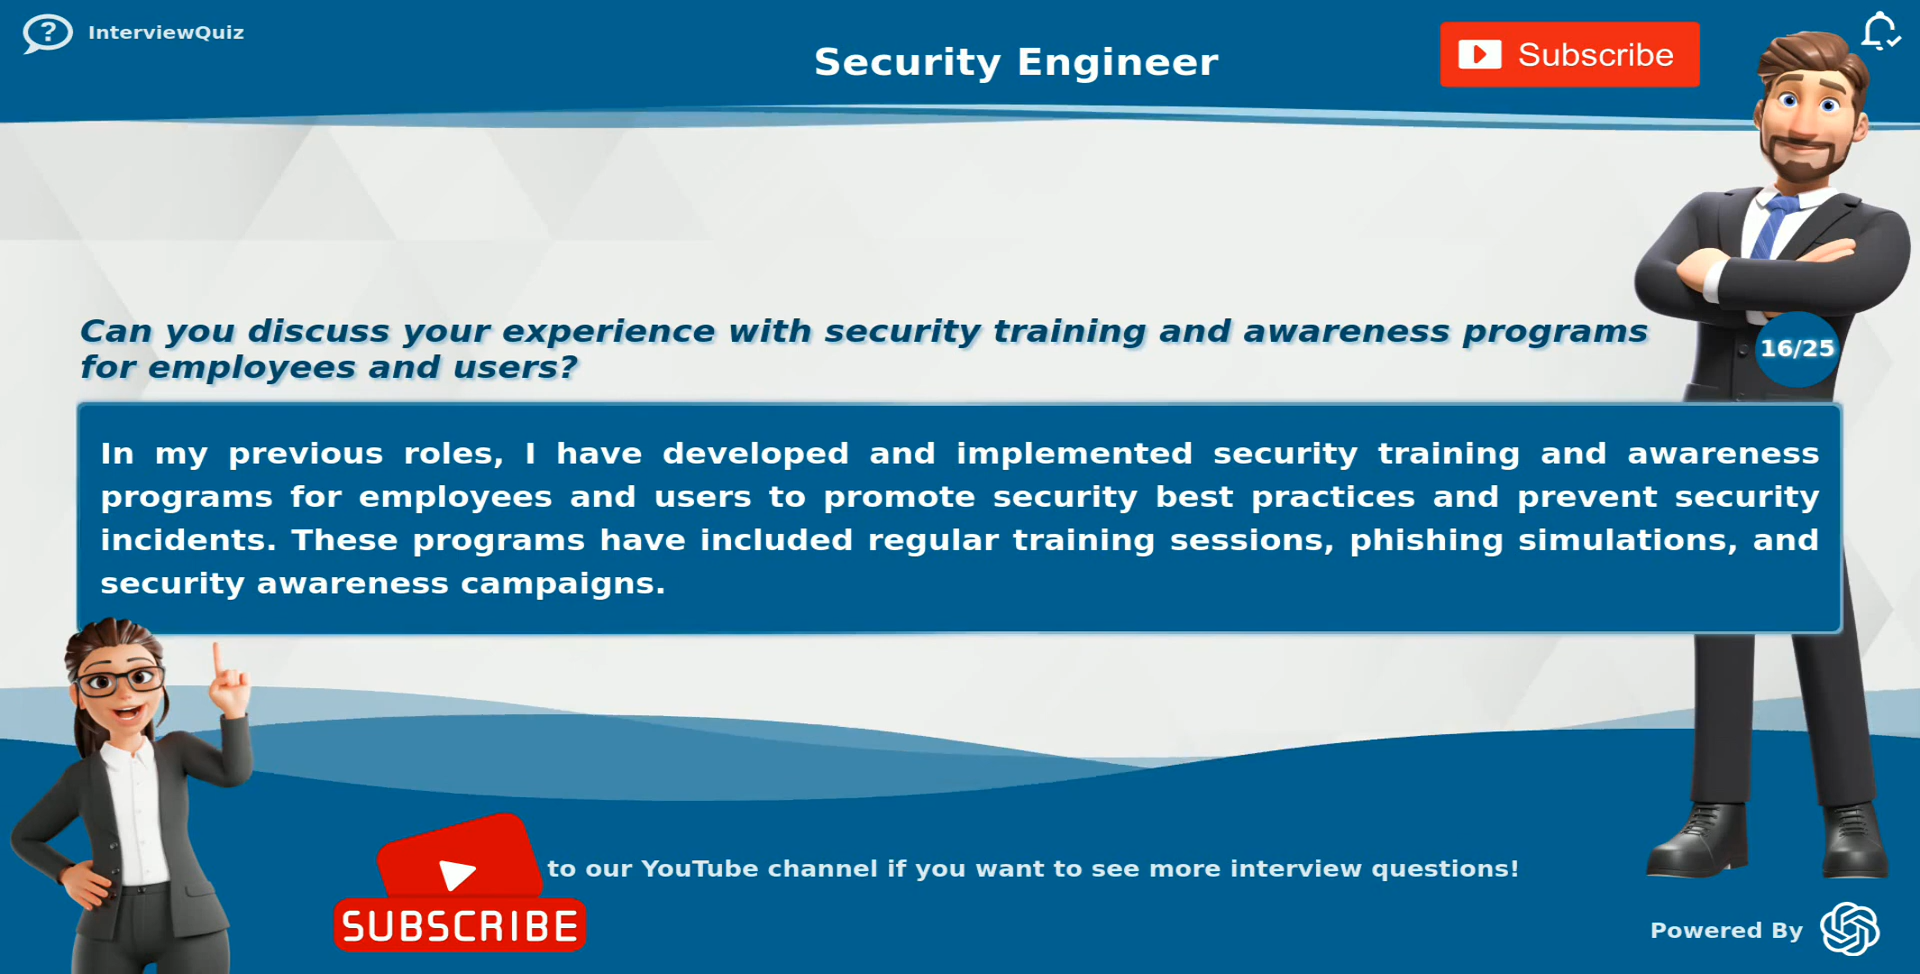 InterviewQuiz
Security Engineer
Subscribe
Can you discuss your experience with security training and awareness programs
for employees and users?
16/25
In my previous roles, I have developed and implemented security training and awareness
programs for employees and users to promote security best practices and prevent security
incidents. These programs have included regular training sessions, phishing simulations, and
security awareness campaigns.
to our YouTube channel if you want to see more interview questions!
SUBSCRIBE
Powered By